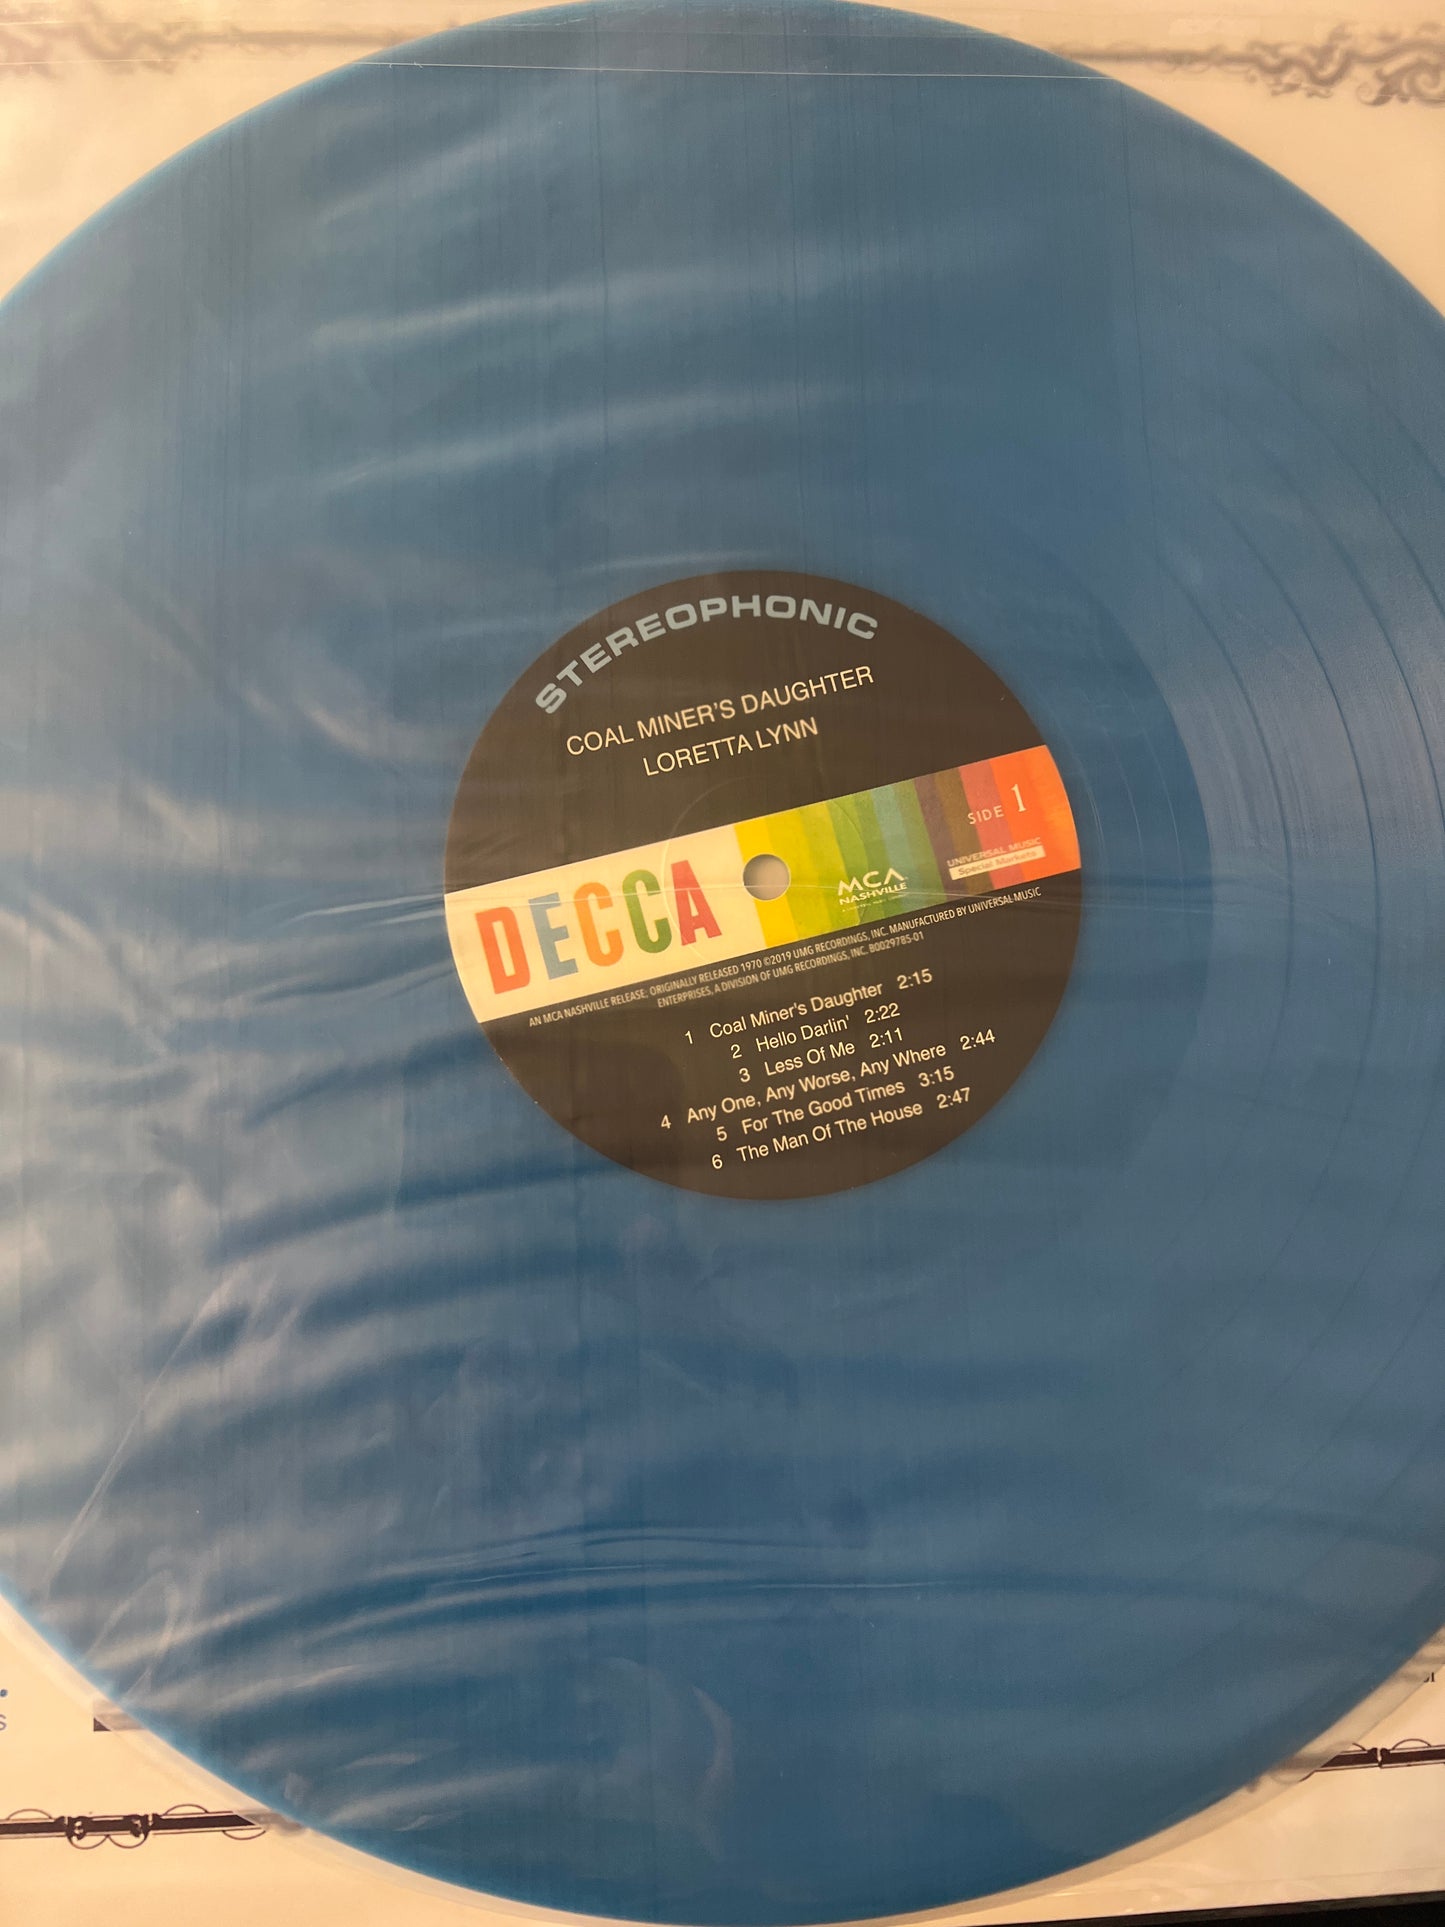 STEREOPHONIC
COAL MINER'S DAUGHTER
LORETTA LYNN
SIDE 1
DECCA
MCA
NASHVILLE
UNIVERSAL MUSIC
Special Markets
AN MCA NASHVILLE RELEASE; ORIGINALLY RELEASED 1970 ©2019 UMG RECORDINGS, INC. MANUFACTURED BY UNIVERSAL MUSIC
ENTERPRISES, A DIVISION OF UMG RECORDINGS, INC. B0029785-01
1 Coal Miner's Daughter 2:15
2 Hello Darlin' 2:22
3 Less Of Me 2:11
4 Any One, Any Worse, Any Where 2:44
5 For The Good Times 3:15
6 The Man Of The House 2:47